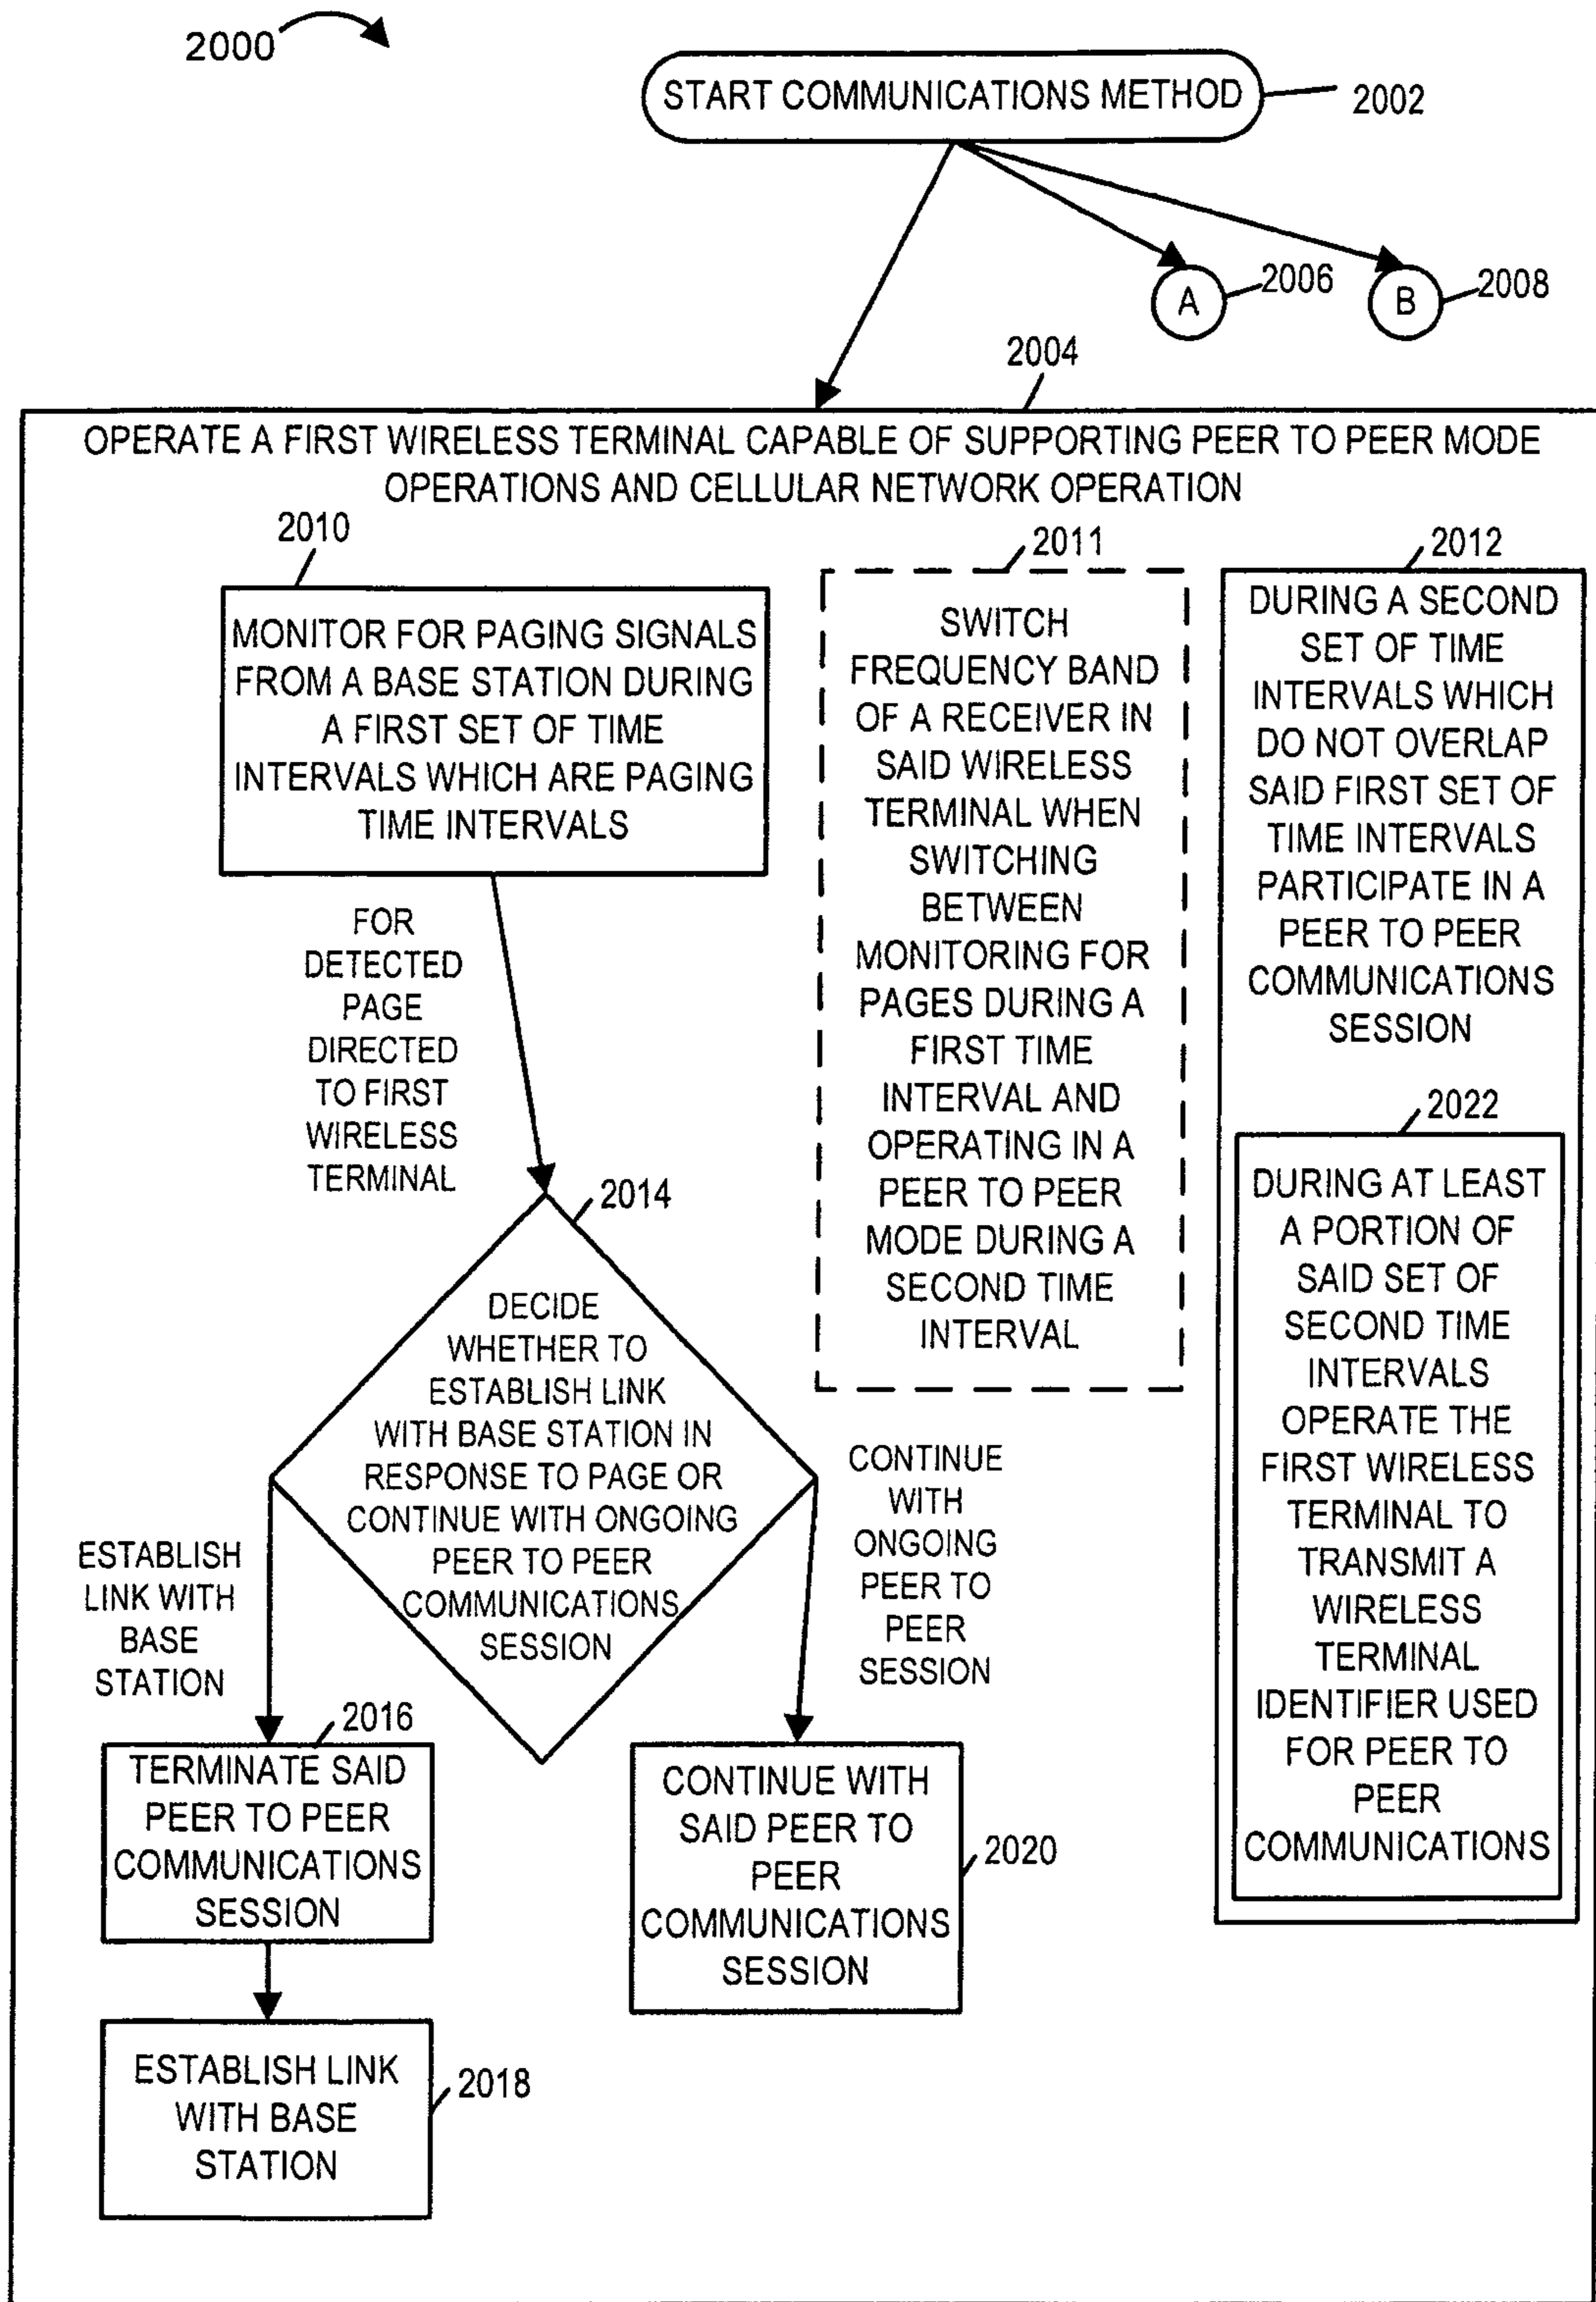 2000
START COMMUNICATIONS METHOD
2002
A
2006
B
2008
2004
OPERATE A FIRST WIRELESS TERMINAL CAPABLE OF SUPPORTING PEER TO PEER MODE
OPERATIONS AND CELLULAR NETWORK OPERATION
2010
MONITOR FOR PAGING SIGNALS
FROM A BASE STATION DURING
A FIRST SET OF TIME
INTERVALS WHICH ARE PAGING
TIME INTERVALS
2011
SWITCH
FREQUENCY BAND
OF A RECEIVER IN
SAID WIRELESS
TERMINAL WHEN
SWITCHING
BETWEEN
MONITORING FOR
PAGES DURING A
FIRST TIME
INTERVAL AND
OPERATING IN A
PEER TO PEER
MODE DURING A
SECOND TIME
INTERVAL
2012
DURING A SECOND
SET OF TIME
INTERVALS WHICH
DO NOT OVERLAP
SAID FIRST SET OF
TIME INTERVALS
PARTICIPATE IN A
PEER TO PEER
COMMUNICATIONS
SESSION
2022
DURING AT LEAST
A PORTION OF
SAID SET OF
SECOND TIME
INTERVALS
OPERATE THE
FIRST WIRELESS
TERMINAL TO
TRANSMIT A
WIRELESS
TERMINAL
IDENTIFIER USED
FOR PEER TO
PEER
COMMUNICATIONS
FOR
DETECTED
PAGE
DIRECTED
TO FIRST
WIRELESS
TERMINAL
2014
DECIDE
WHETHER TO
ESTABLISH LINK
WITH BASE STATION IN
RESPONSE TO PAGE OR
CONTINUE WITH ONGOING
PEER TO PEER
COMMUNICATIONS
SESSION
ESTABLISH
LINK WITH
BASE
STATION
CONTINUE
WITH
ONGOING
PEER TO
PEER
SESSION
2016
TERMINATE SAID
PEER TO PEER
COMMUNICATIONS
SESSION
CONTINUE WITH
SAID PEER TO
PEER
COMMUNICATIONS
SESSION
2020
ESTABLISH LINK
WITH BASE
STATION
2018